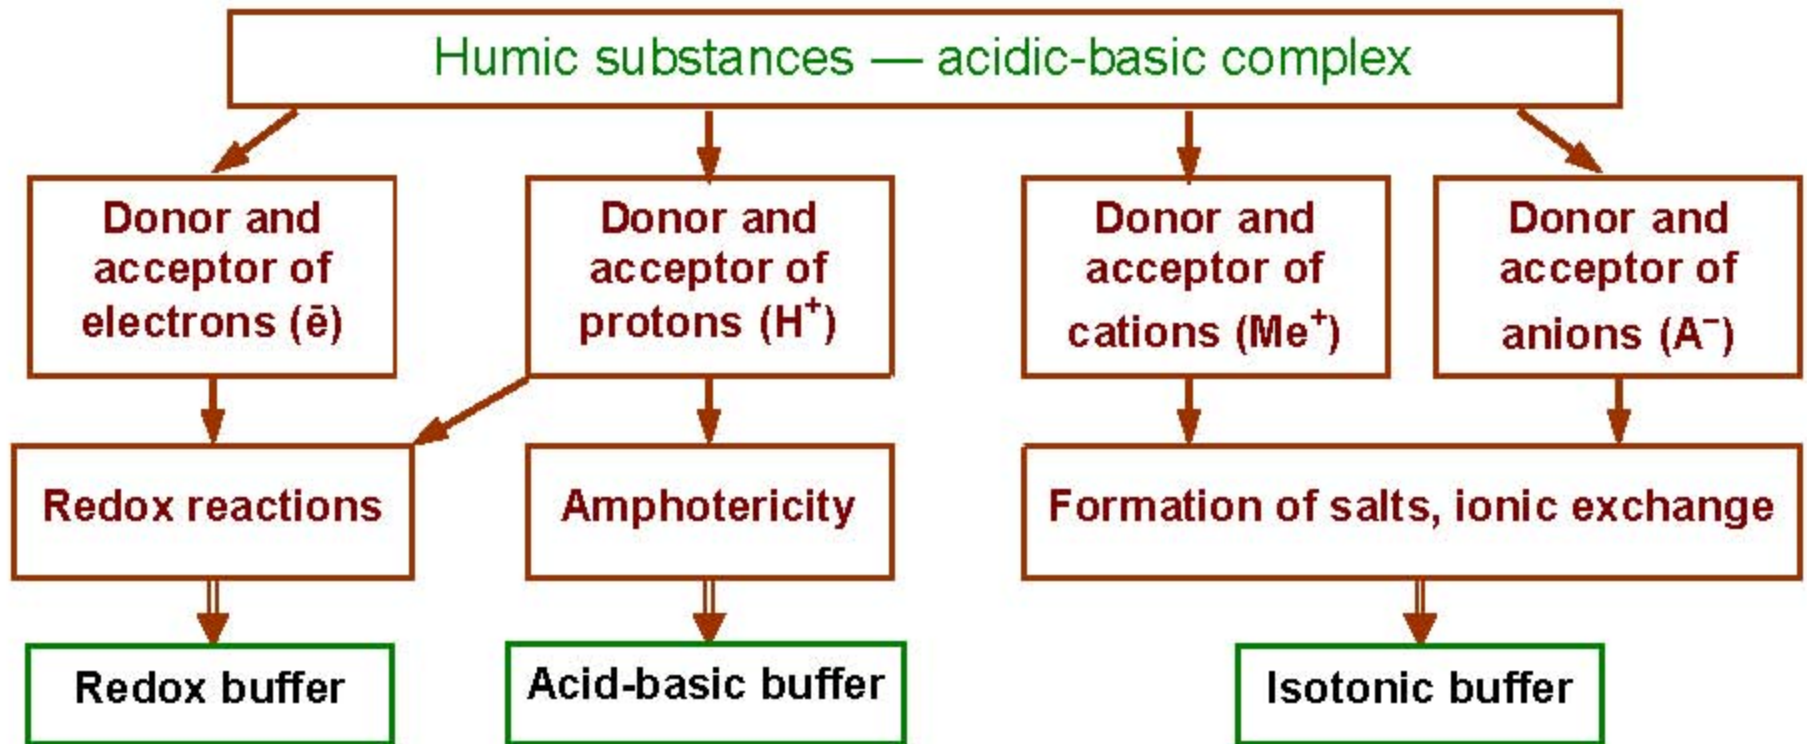 Humic substances — acidic-basic complex
Donor and
acceptor of
electrons (ē)
Donor and
acceptor of
protons (H⁺)
Donor and
acceptor of
cations (Me⁺)
Donor and
acceptor of
anions (A⁻)
Redox reactions
Amphotericity
Formation of salts, ionic exchange
Redox buffer
Acid-basic buffer
Isotonic buffer